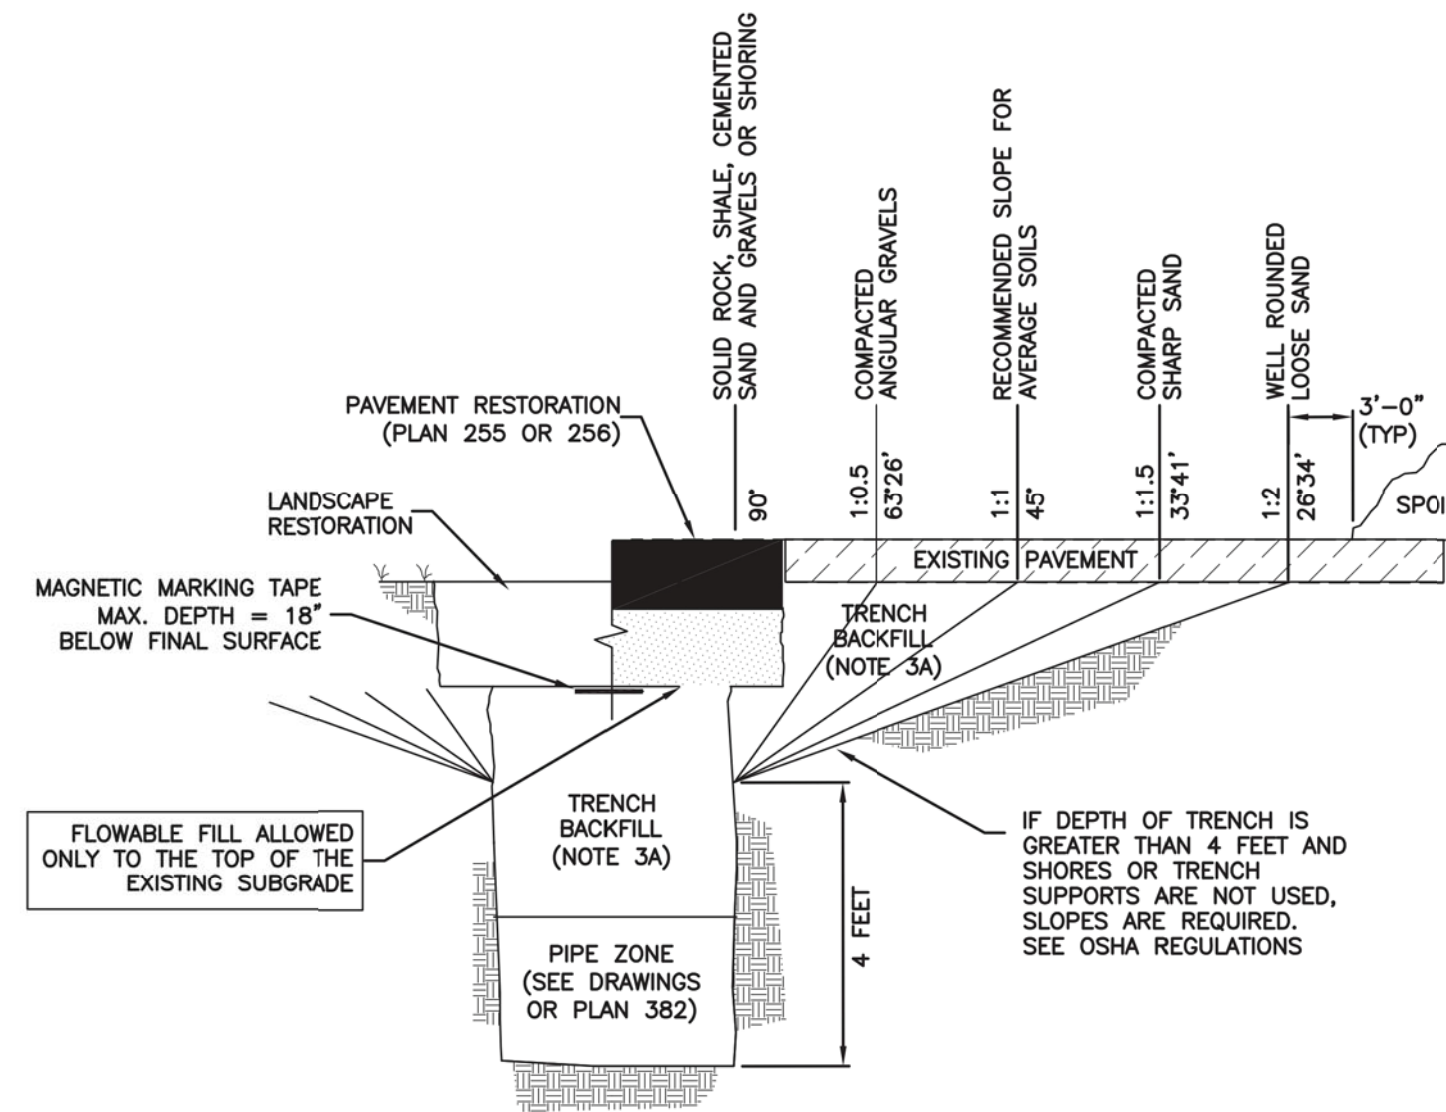 SOLID ROCK, SHALE, CEMENTED
SAND AND GRAVELS OR SHORING
90°
COMPACTED
ANGULAR GRAVELS
1:0.5
63°26'
RECOMMENDED SLOPE FOR
AVERAGE SOILS
1:1
45°
COMPACTED
SHARP SAND
1:1.5
33°41'
WELL ROUNDED
LOOSE SAND
1:2
26°34'
3'-0"
(TYP)
SPOI
PAVEMENT RESTORATION
(PLAN 255 OR 256)
LANDSCAPE
RESTORATION
EXISTING PAVEMENT
MAGNETIC MARKING TAPE
MAX. DEPTH = 18"
BELOW FINAL SURFACE
TRENCH
BACKFILL
(NOTE 3A)
FLOWABLE FILL ALLOWED
ONLY TO THE TOP OF THE
EXISTING SUBGRADE
TRENCH
BACKFILL
(NOTE 3A)
4 FEET
IF DEPTH OF TRENCH IS
GREATER THAN 4 FEET AND
SHORES OR TRENCH
SUPPORTS ARE NOT USED,
SLOPES ARE REQUIRED.
SEE OSHA REGULATIONS
PIPE ZONE
(SEE DRAWINGS
OR PLAN 382)